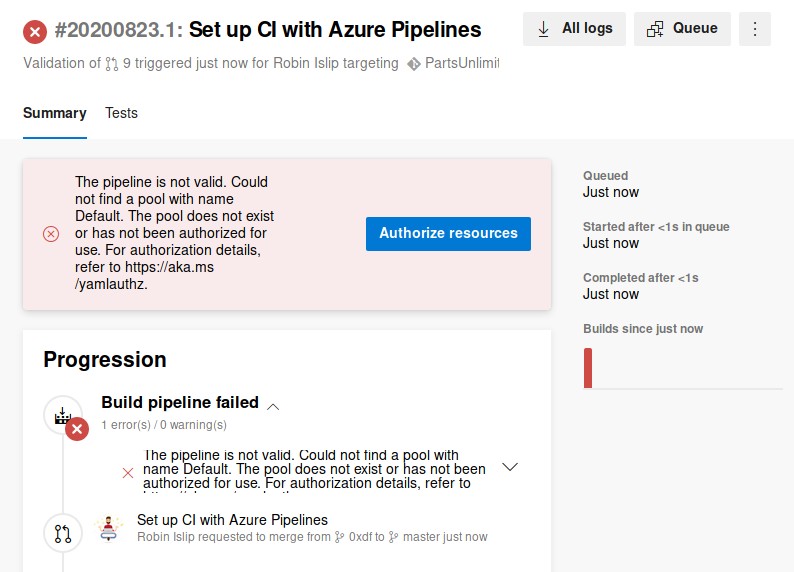 #20200823.1: Set up CI with Azure Pipelines
All logs
Queue
Validation of 9 triggered just now for Robin Islip targeting PartsUnlimit
Summary
Tests
The pipeline is not valid. Could
not find a pool with name
Default. The pool does not exist
or has not been authorized for
use. For authorization details,
refer to https://aka.ms
/yamlauthz.
Authorize resources
Queued
Just now
Started after <1s in queue
Just now
Completed after <1s
Just now
Builds since just now
Progression
Build pipeline failed
1 error(s) / 0 warning(s)
The pipeline is not valid. Could not find a pool with
name Default. The pool does not exist or has not been
authorized for use. For authorization details, refer to
Set up CI with Azure Pipelines
Robin Islip requested to merge from 0xdf to master just now